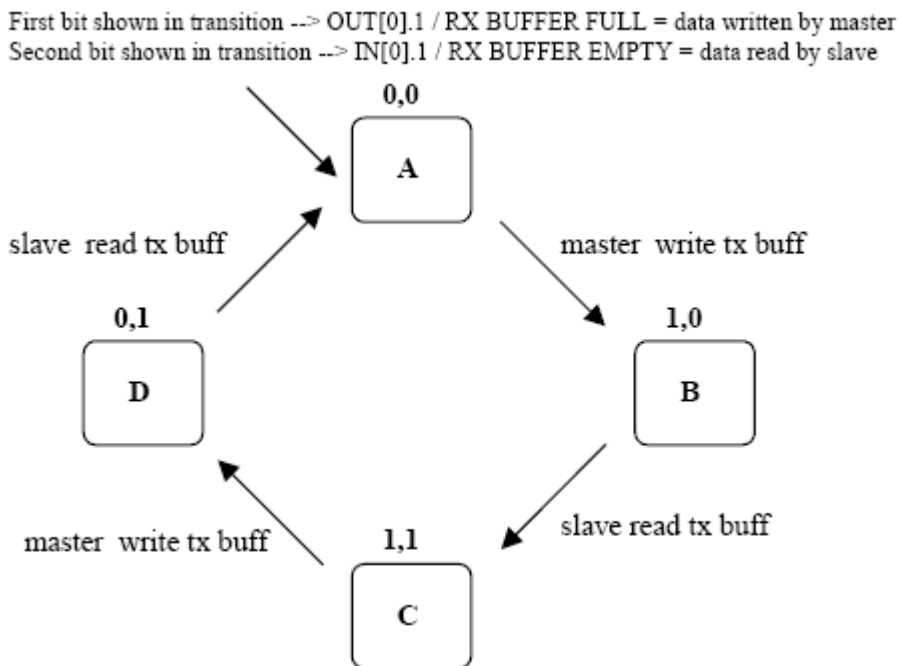 First bit shown in transition --> OUT[0].1 / RX BUFFER FULL = data written by master
Second bit shown in transition --> IN[0].1 / RX BUFFER EMPTY = data read by slave
0,0
A
slave read tx buff
master write tx buff
0,1
1,0
D
B
master write tx buff
1,1
slave read tx buff
C